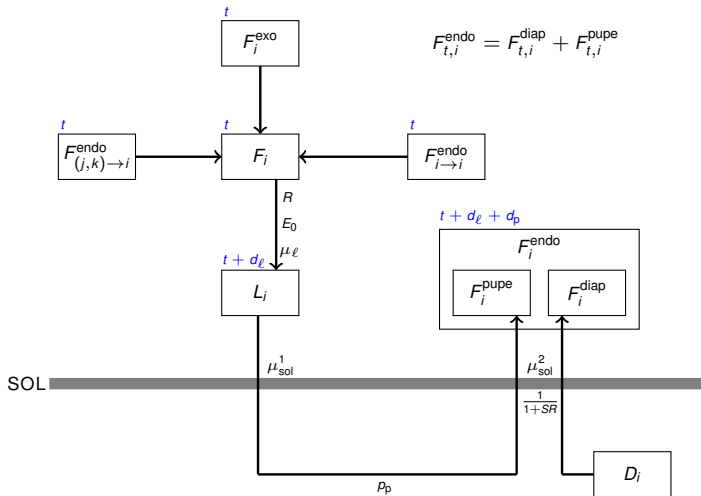 t
F_i^exo
F_{t,i}^endo = F_{t,i}^diap + F_{t,i}^pupe
t
F_{(j,k)→i}^endo
t
F_i
t
F_{i→i}^endo
R
E_0
μ_ℓ
t + d_ℓ
L_i
t + d_ℓ + d_p
F_i^endo
F_i^pupe
F_i^diap
μ_sol^1
μ_sol^2
SOL
1/(1+SR)
p_p
D_i